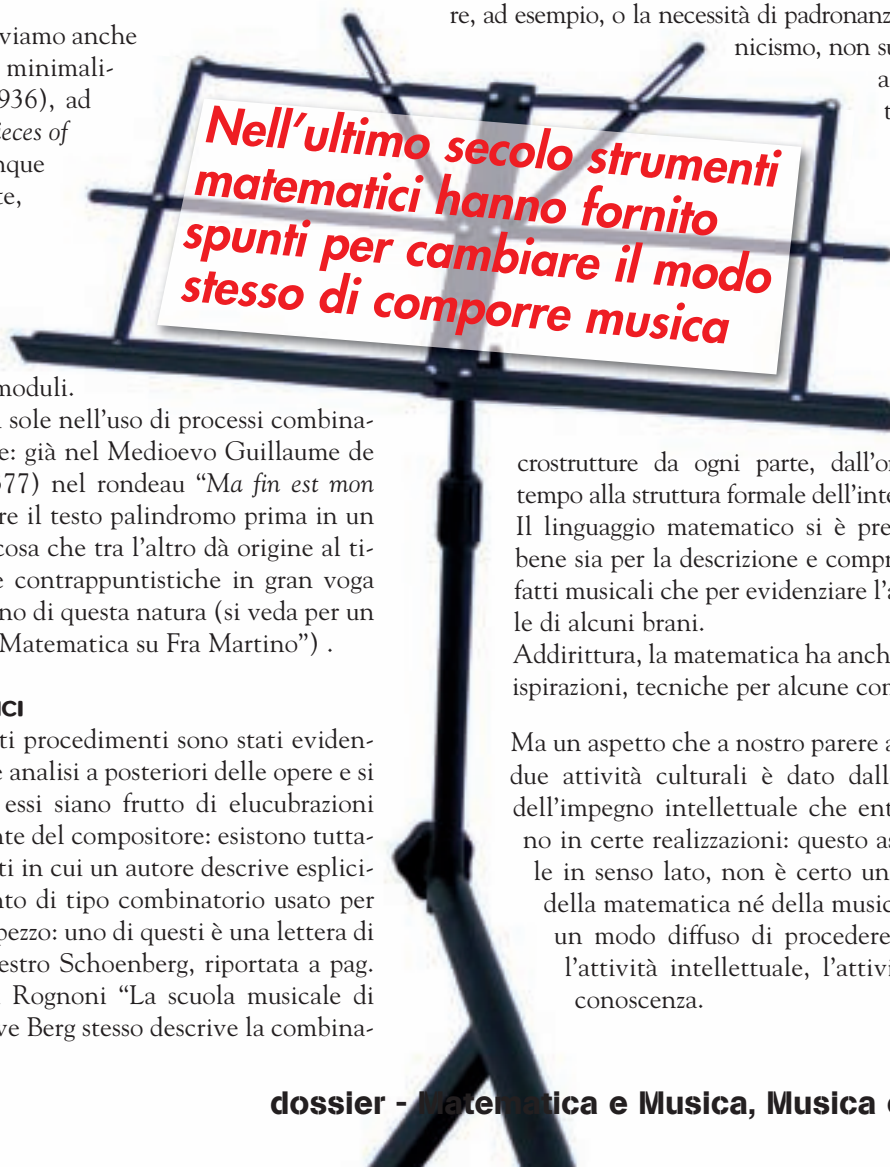 viamo anche
minimali-
936), ad
ieces of
nque
te,
moduli.
sole nell'uso di processi combina-
e: già nel Medioevo Guillaume de
77) nel rondeau "Ma fin est mon
re il testo palindromo prima in un
cosa che tra l'altro dà origine al ti-
e contrappuntistiche in gran voga
no di questa natura (si veda per un
Matematica su Fra Martino") .
ICI
ti procedimenti sono stati eviden-
e analisi a posteriori delle opere e si
essi siano frutto di elucubrazioni
nte del compositore: esistono tutta-
ti in cui un autore descrive esplici-
nto di tipo combinatorio usato per
pezzo: uno di questi è una lettera di
estro Schoenberg, riportata a pag.
Rognoni "La scuola musicale di
ve Berg stesso descrive la combina-
re, ad esempio, o la necessità di padronanz
nicismo, non su
a
t
Nell'ultimo secolo strumenti
matematici hanno fornito
spunti per cambiare il modo
stesso di comporre musica
crostrutture da ogni parte, dall'o
tempo alla struttura formale dell'inte
Il linguaggio matematico si è pre
bene sia per la descrizione e compr
fatti musicali che per evidenziare l'a
le di alcuni brani.
Addirittura, la matematica ha anch
ispirazioni, tecniche per alcune con
Ma un aspetto che a nostro parere a
due attività culturali è dato dall
dell'impegno intellettuale che ent
no in certe realizzazioni: questo as
le in senso lato, non è certo un
della matematica né della music
un modo diffuso di procedere
l'attività intellettuale, l'attivi
conoscenza.
dossier - Matematica e Musica, Musica